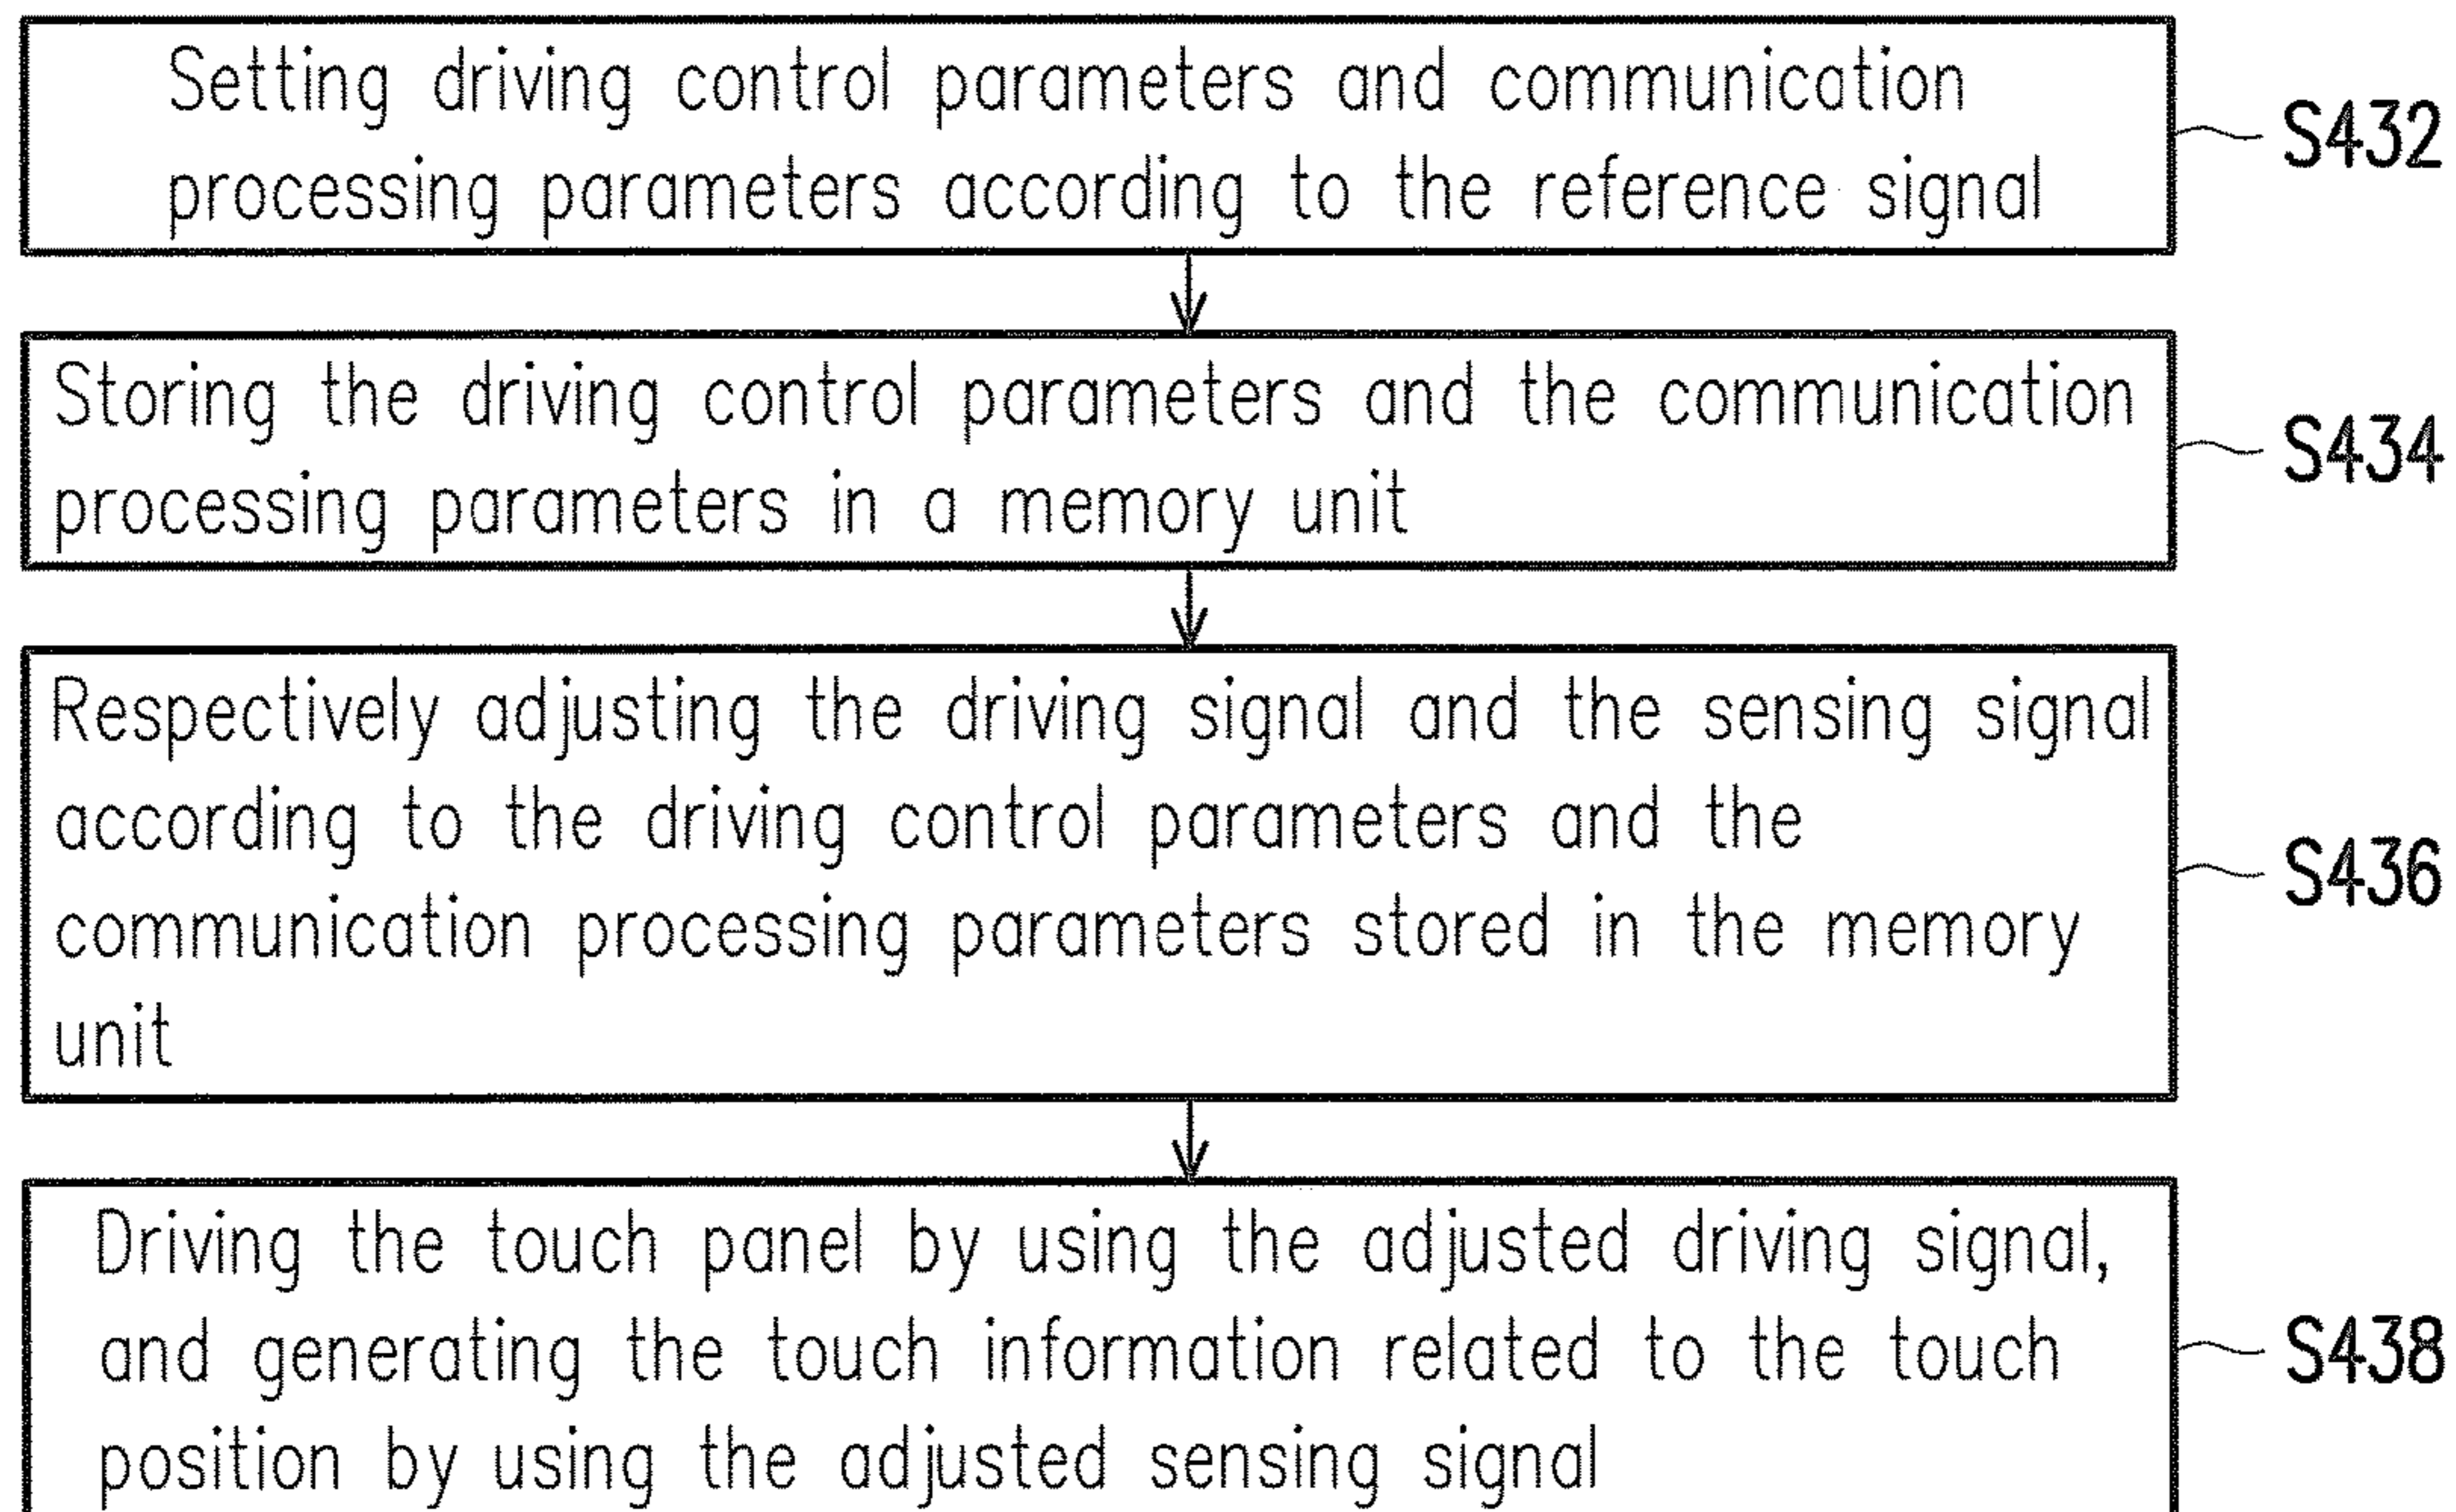 Setting driving control parameters and communication
processing parameters according to the reference signal
S432
Storing the driving control parameters and the communication
processing parameters in a memory unit
S434
Respectively adjusting the driving signal and the sensing signal
according to the driving control parameters and the
communication processing parameters stored in the memory
unit
S436
Driving the touch panel by using the adjusted driving signal,
and generating the touch information related to the touch
position by using the adjusted sensing signal
S438